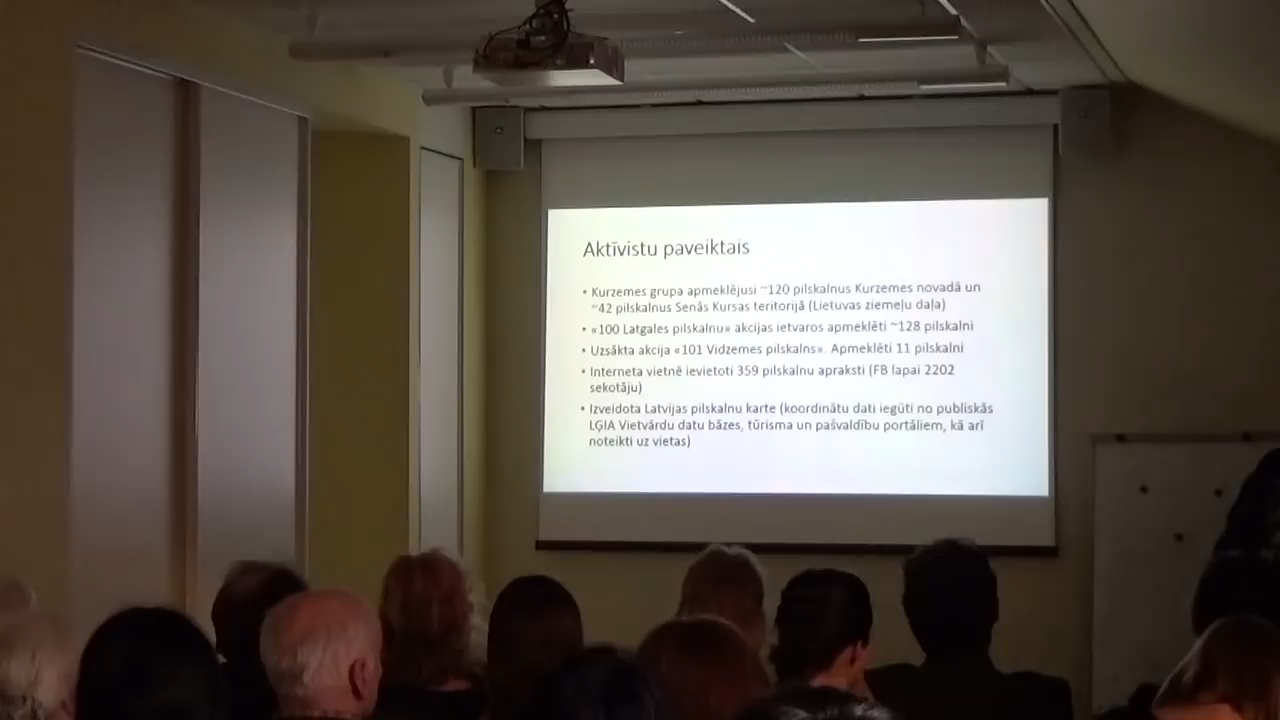 Aktīvistu paveiktais
• Kurzemes grupa apmeklējusi ~120 pilskalnus Kurzemes novadā un
~42 pilskalnus Senās Kursas teritorijā (Lietuvas ziemeļu daļa)
• «100 Latgales pilskalnu» akcijas ietvaros apmeklēti ~128 pilskalni
• Uzsākta akcija «101 Vidzemes pilskalns». Apmeklēti 11 pilskalni
• Interneta vietnē ievietoti 359 pilskalnu apraksti (FB lapai 2202
sekotāju)
• Izveidota Latvijas pilskalnu karte (koordinātu dati iegūti no publiskās
LĢIA Vietvārdu datu bāzes, tūrisma un pašvaldību portāliem, kā arī
noteikti uz vietas)